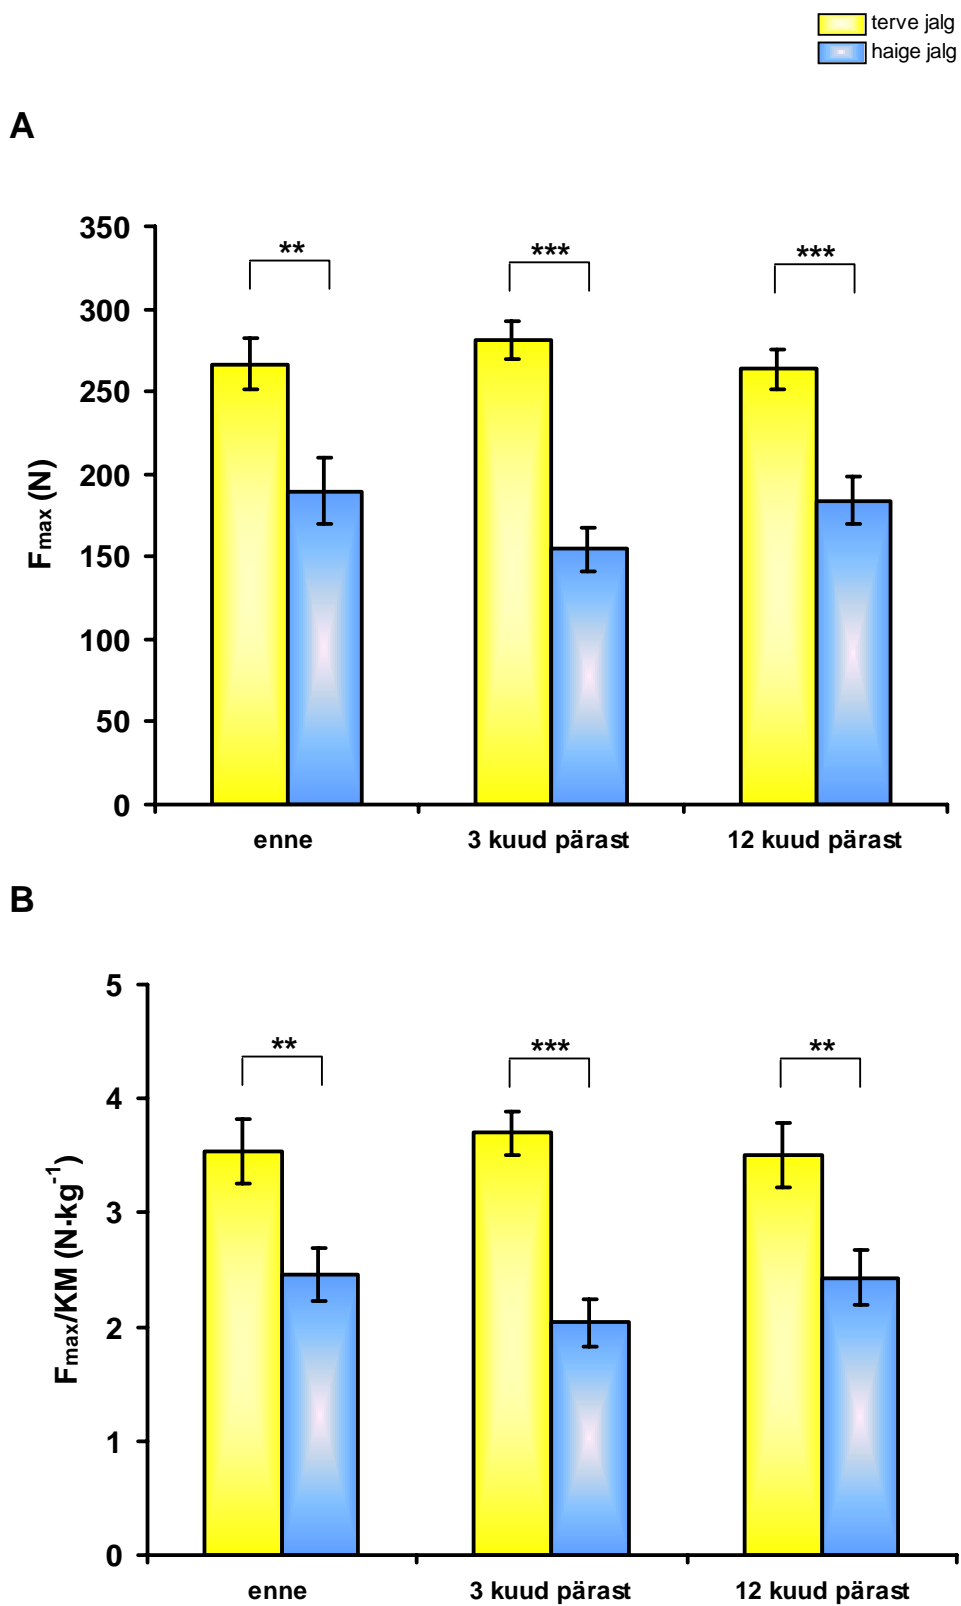 terve jalg
haige jalg
A
350
300
250
200
150
100
50
0
Fmax (N)
**
***
***
enne
3 kuud pärast
12 kuud pärast
B
5
4
3
2
1
0
Fmax/KM (N·kg-1)
**
***
**
enne
3 kuud pärast
12 kuud pärast